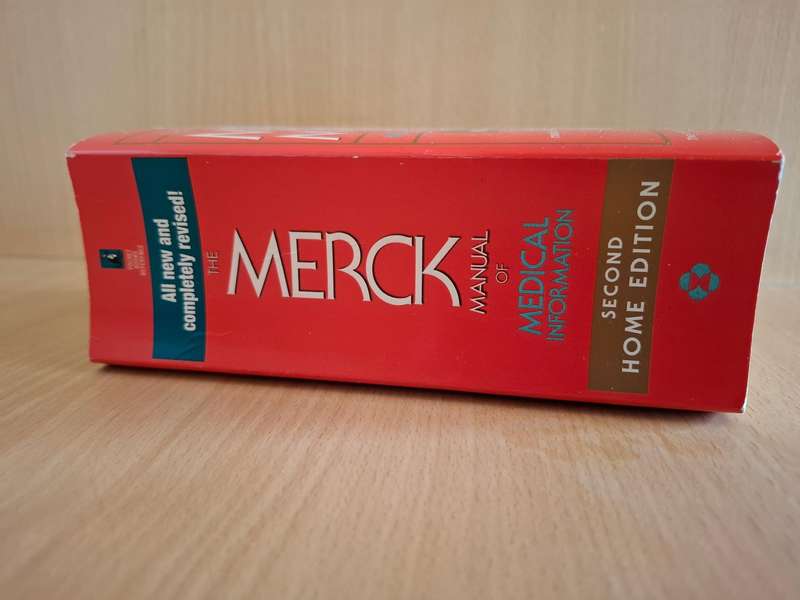 All new and
completely revised!
THE
MERCK
MANUAL
OF
MEDICAL
INFORMATION
SECOND
HOME EDITION